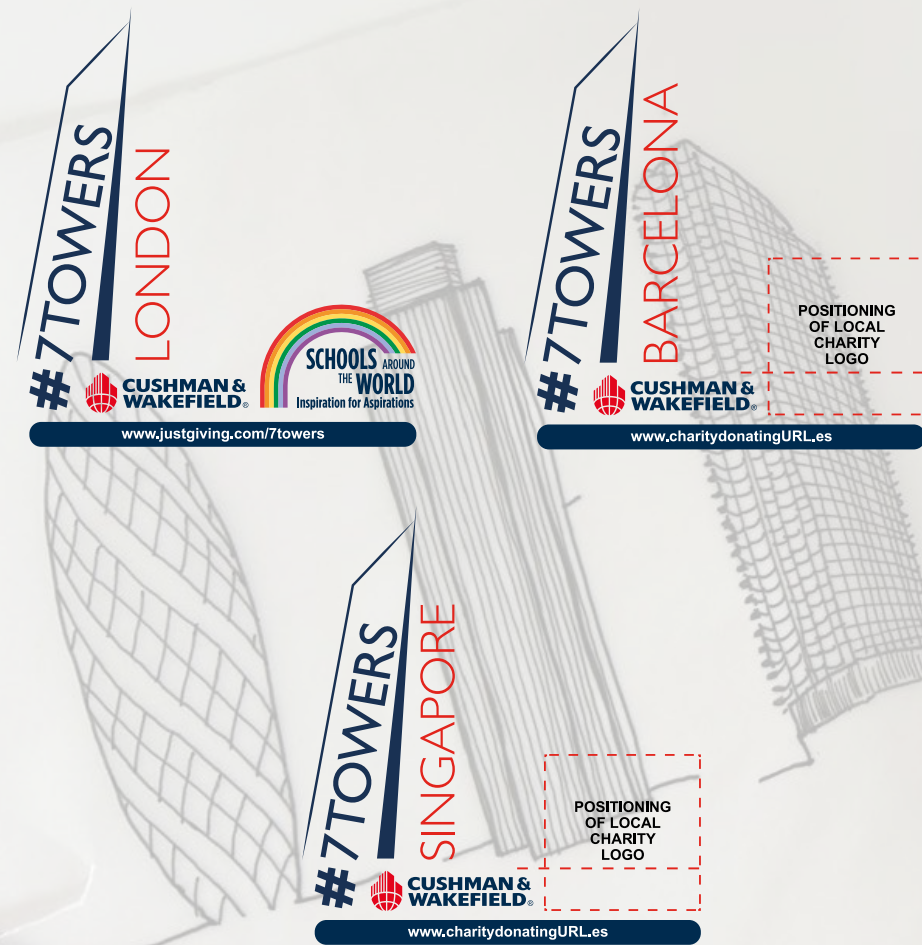 #7TOWERS
LONDON
CUSHMAN &
WAKEFIELD®
SCHOOLS AROUND
THE WORLD
Inspiration for Aspirations
www.justgiving.com/7towers
#7TOWERS
BARCELONA
CUSHMAN &
WAKEFIELD®
POSITIONING
OF LOCAL
CHARITY
LOGO
www.charitydonatingURL.es
#7TOWERS
SINGAPORE
CUSHMAN &
WAKEFIELD®
POSITIONING
OF LOCAL
CHARITY
LOGO
www.charitydonatingURL.es